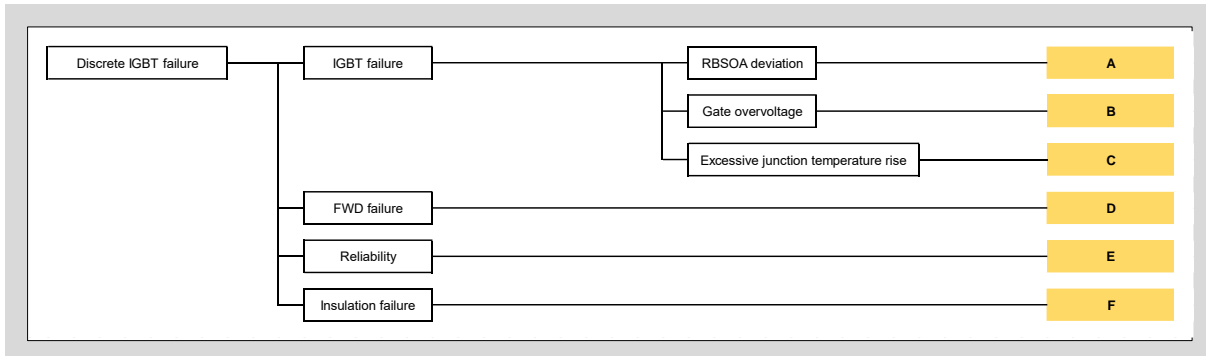 Discrete IGBT failure
IGBT failure
RBSOA deviation
A
Gate overvoltage
B
Excessive junction temperature rise
C
FWD failure
D
Reliability
E
Insulation failure
F